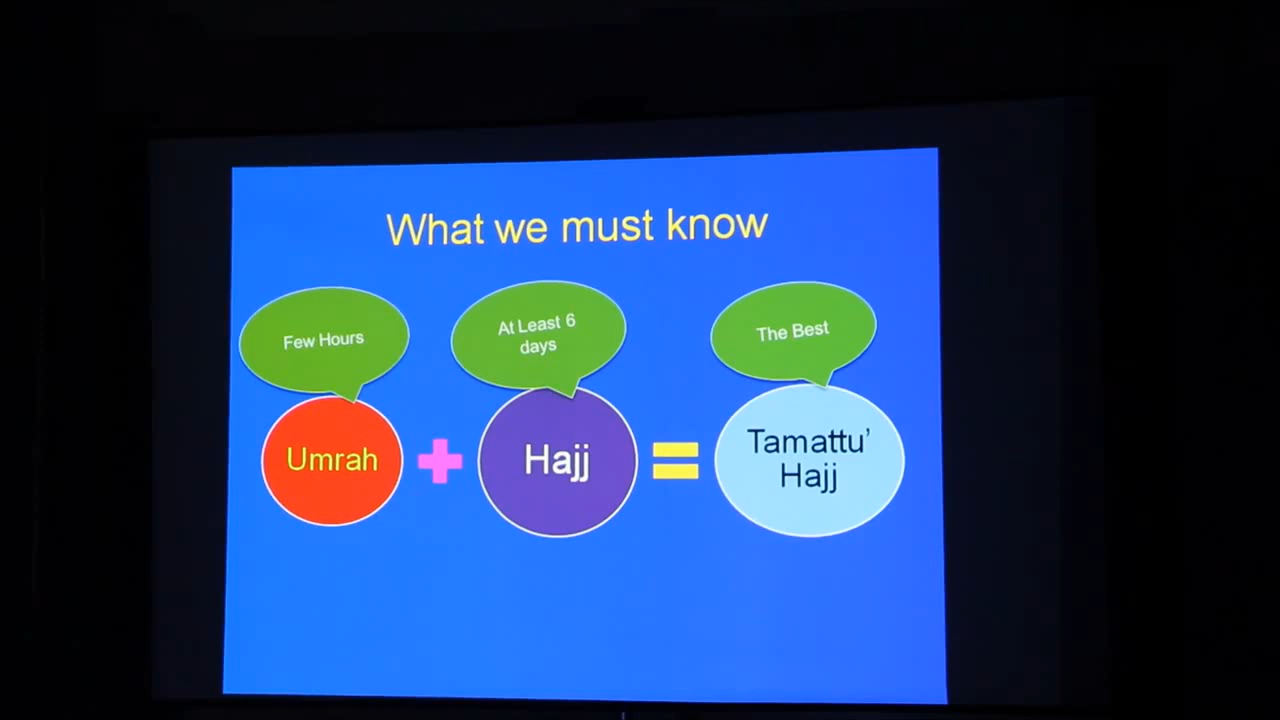 What we must know
Few Hours
At Least 6
days
The Best
Umrah
Hajj
Tamattu’
Hajj